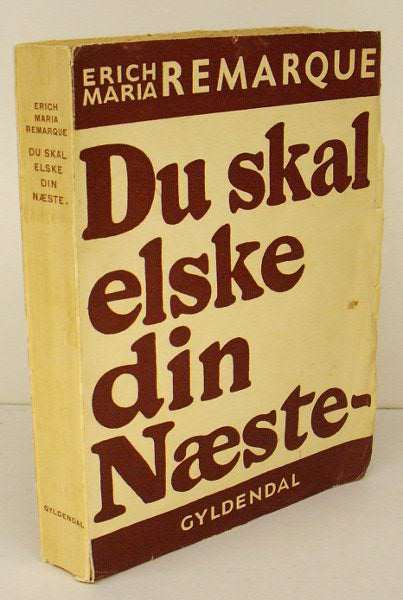 ERICH
MARIA
REMARQUE
DU SKAL
ELSKE
DIN
NÆSTE-
GYLDENDAL
ERICH
MARIA REMARQUE
Du skal
elske
din
Næste-
GYLDENDAL